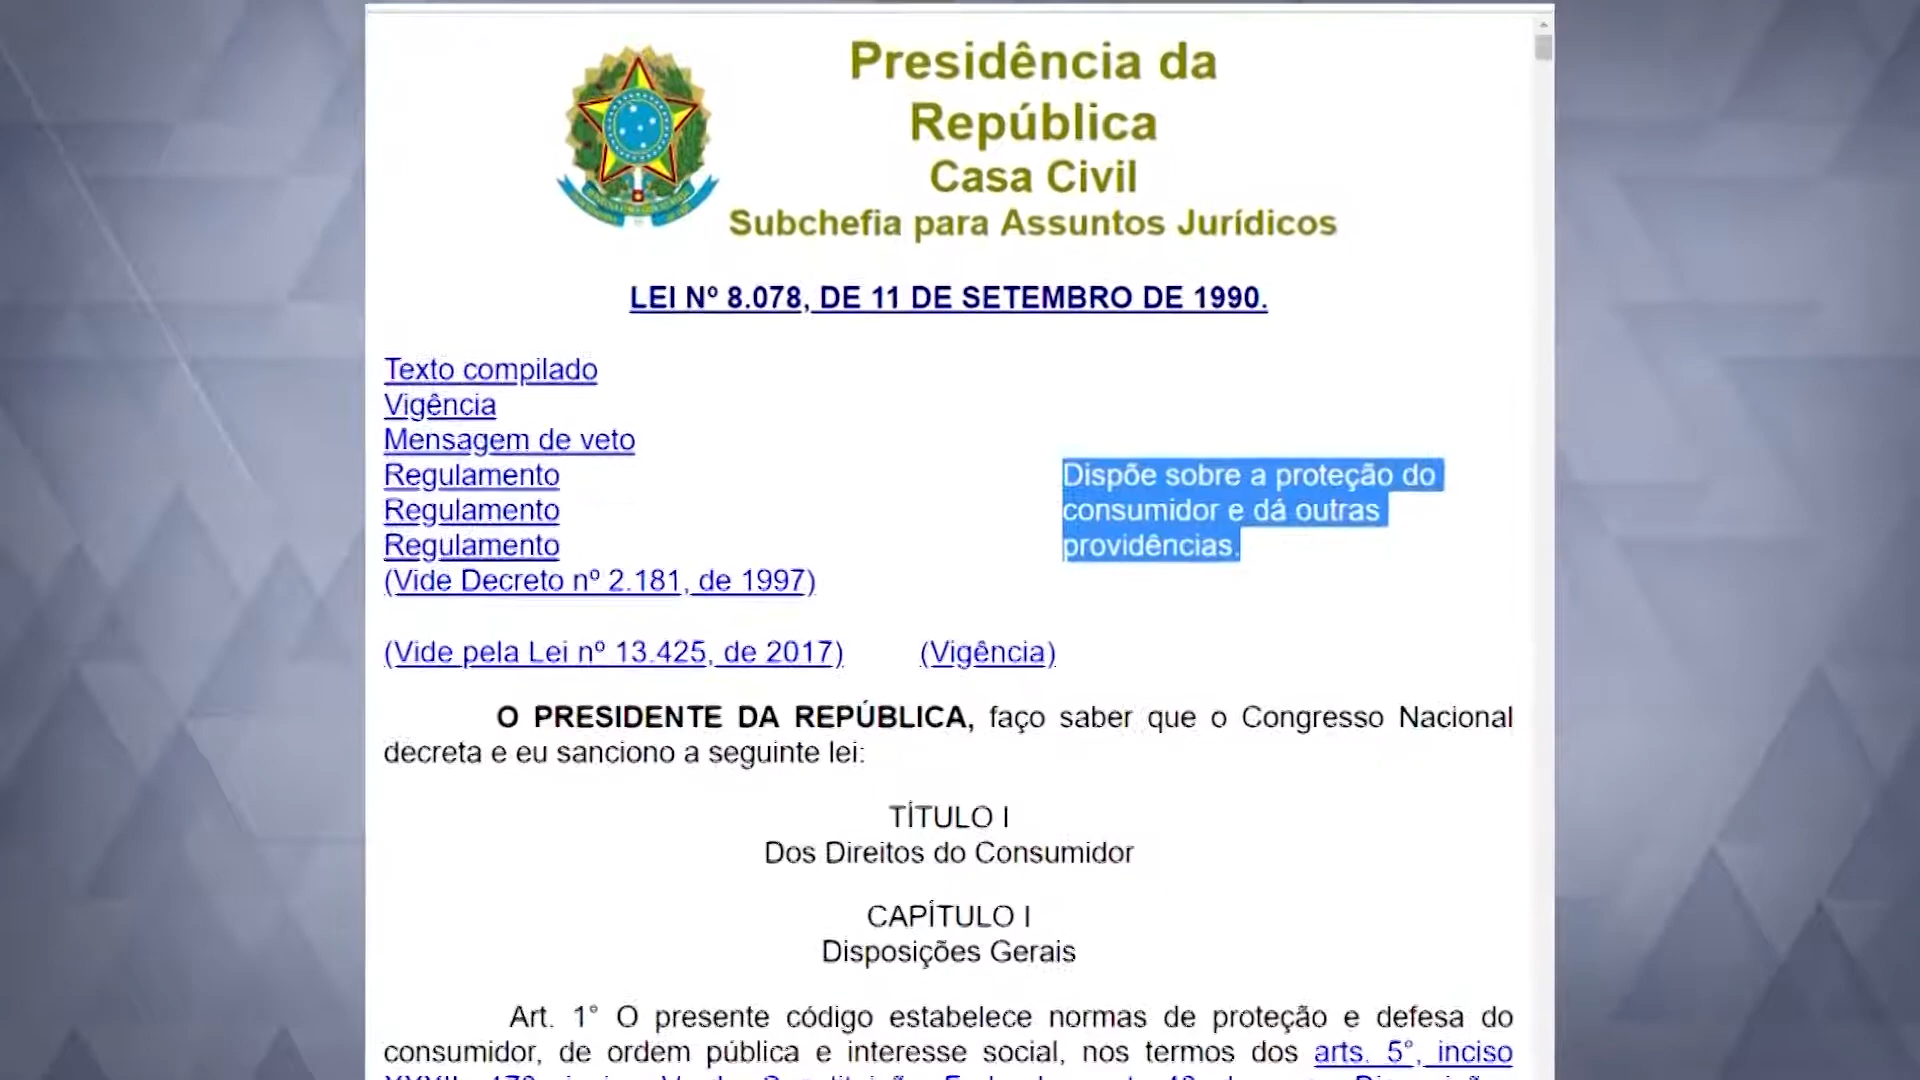 Presidência da
República
Casa Civil
Subchefia para Assuntos Jurídicos
LEI Nº 8.078, DE 11 DE SETEMBRO DE 1990.
Texto compilado
Vigência
Mensagem de veto
Regulamento
Regulamento
Regulamento
(Vide Decreto nº 2.181, de 1997)
Dispõe sobre a proteção do
consumidor e dá outras
providências.
(Vide pela Lei nº 13.425, de 2017) (Vigência)
O PRESIDENTE DA REPÚBLICA, faço saber que o Congresso Nacional
decreta e eu sanciono a seguinte lei:
TÍTULO I
Dos Direitos do Consumidor
CAPÍTULO I
Disposições Gerais
Art. 1° O presente código estabelece normas de proteção e defesa do
consumidor, de ordem pública e interesse social, nos termos dos arts. 5°, inciso